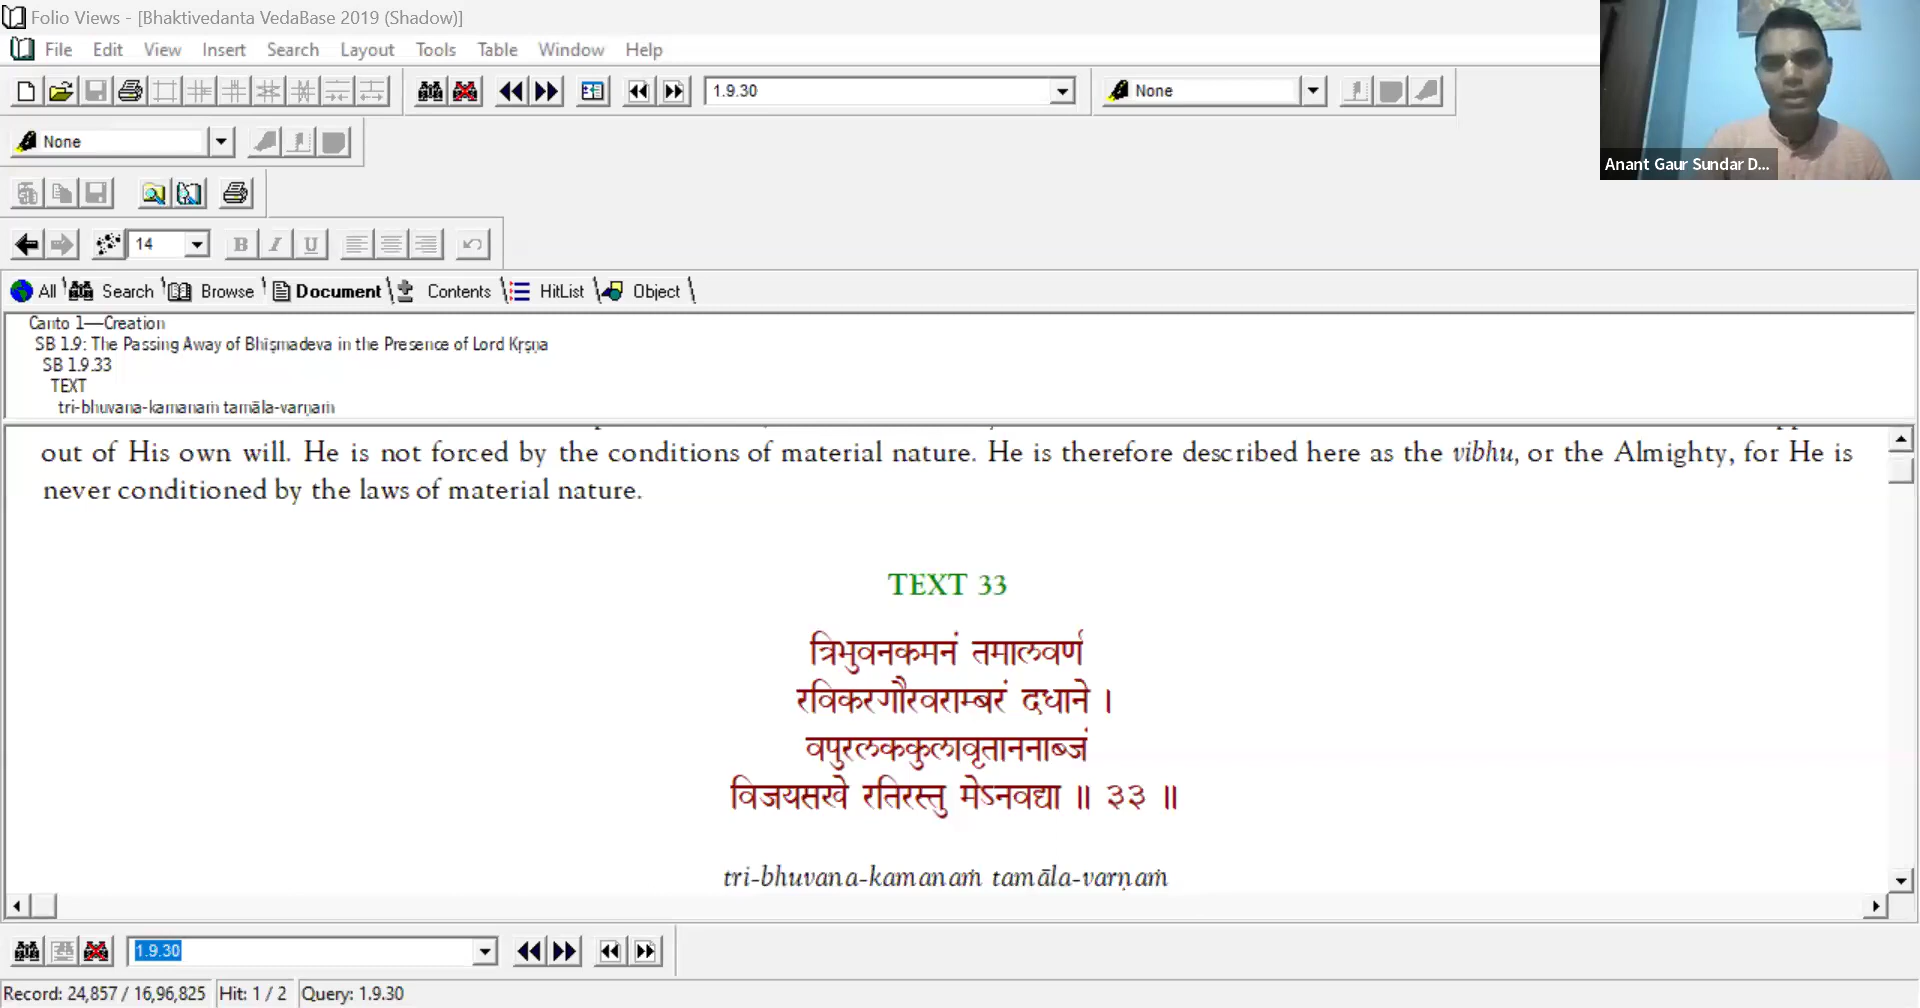 Folio Views - [Bhaktivedanta VedaBase 2019 (Shadow)]
File Edit View Insert Search Layout Tools Table Window Help
1.9.30
None
None
Anant Gaur Sundar D...
14
B I U
All Search Browse Document Contents HitList Object
Canto 1—Creation
SB 1.9: The Passing Away of Bhīṣmadeva in the Presence of Lord Kṛṣṇa
SB 1.9.33
TEXT
tri-bhuvana-kamanaṁ tamāla-varṇaṁ
out of His own will. He is not forced by the conditions of material nature. He is therefore described here as the vibhu, or the Almighty, for He is
never conditioned by the laws of material nature.
TEXT 33
त्रिभुवनकमनं तमालवर्णं
रविकरगौरवराम्बरं दधाने ।
वपुरलककुलावृताननाब्जं
विजयसखे रतिरस्तु मेऽनवद्या ॥ ३३ ॥
tri-bhuvana-kamanaṁ tamāla-varṇaṁ
1.9.30
Record: 24,857 / 16,96,825 Hit: 1 / 2 Query: 1.9.30